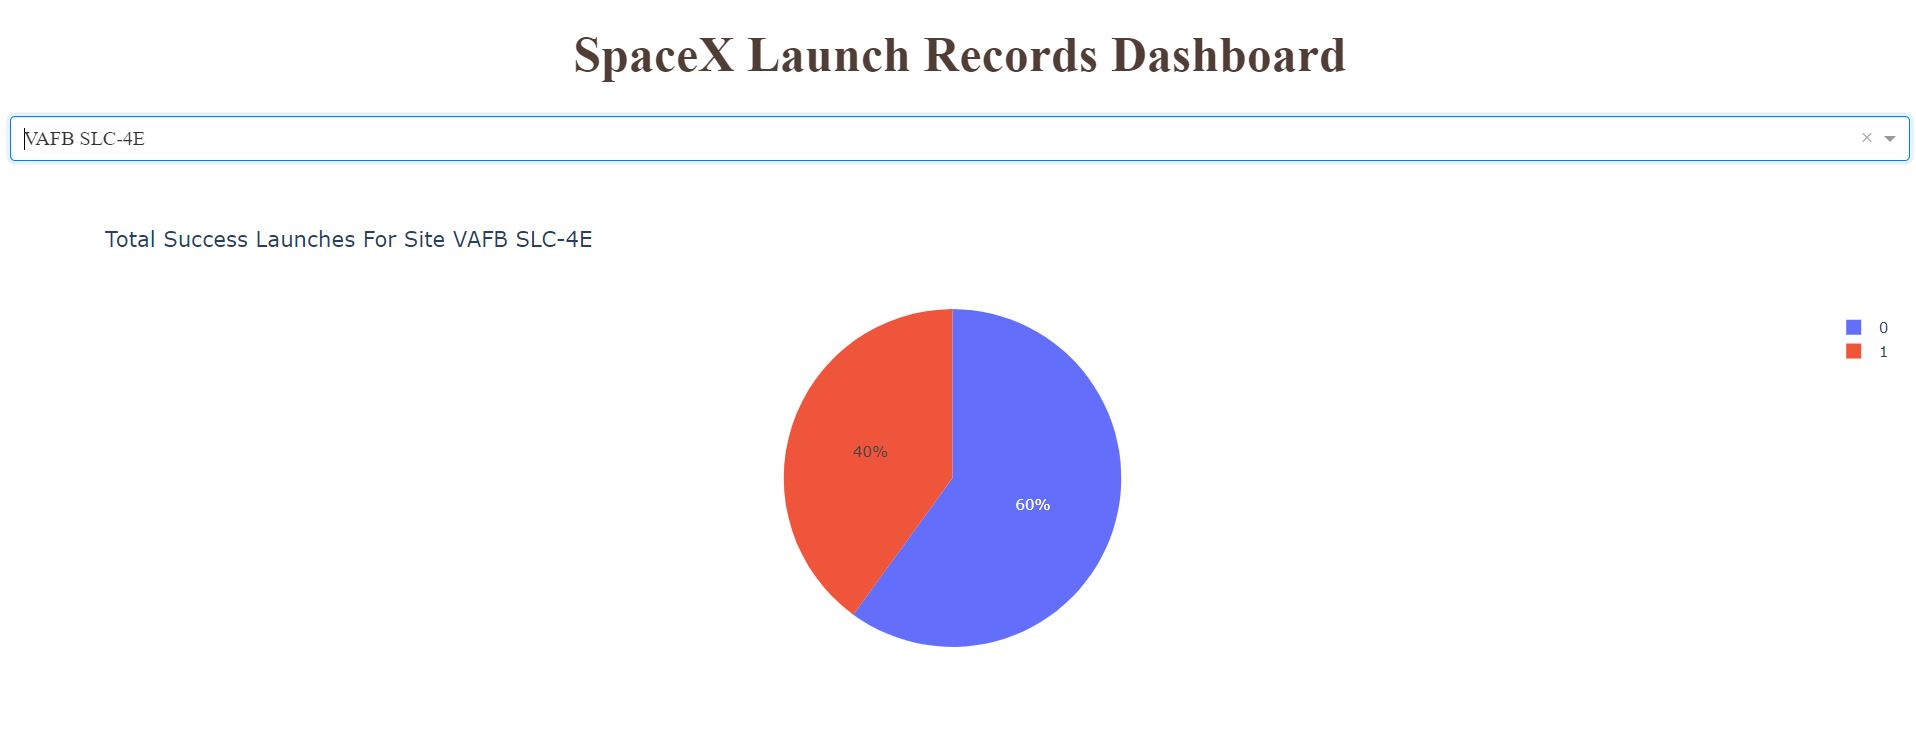 SpaceX Launch Records Dashboard
VAFB SLC-4E
Total Success Launches For Site VAFB SLC-4E
0
1
40%
60%